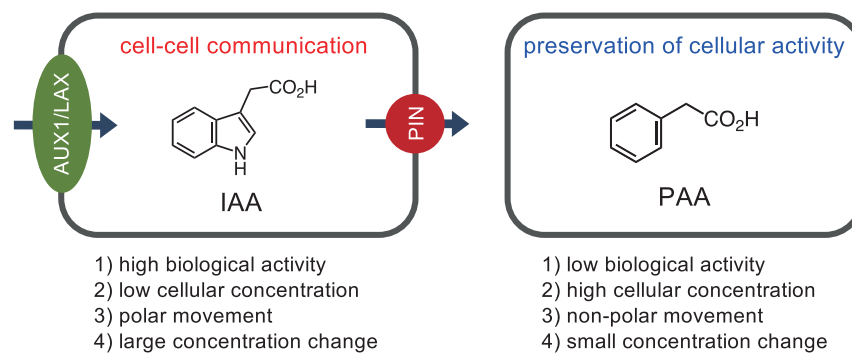 cell-cell communication
AUX1/LAX
CO₂H
N
H
IAA
PIN
1) high biological activity
2) low cellular concentration
3) polar movement
4) large concentration change
preservation of cellular activity
CO₂H
PAA
1) low biological activity
2) high cellular concentration
3) non-polar movement
4) small concentration change